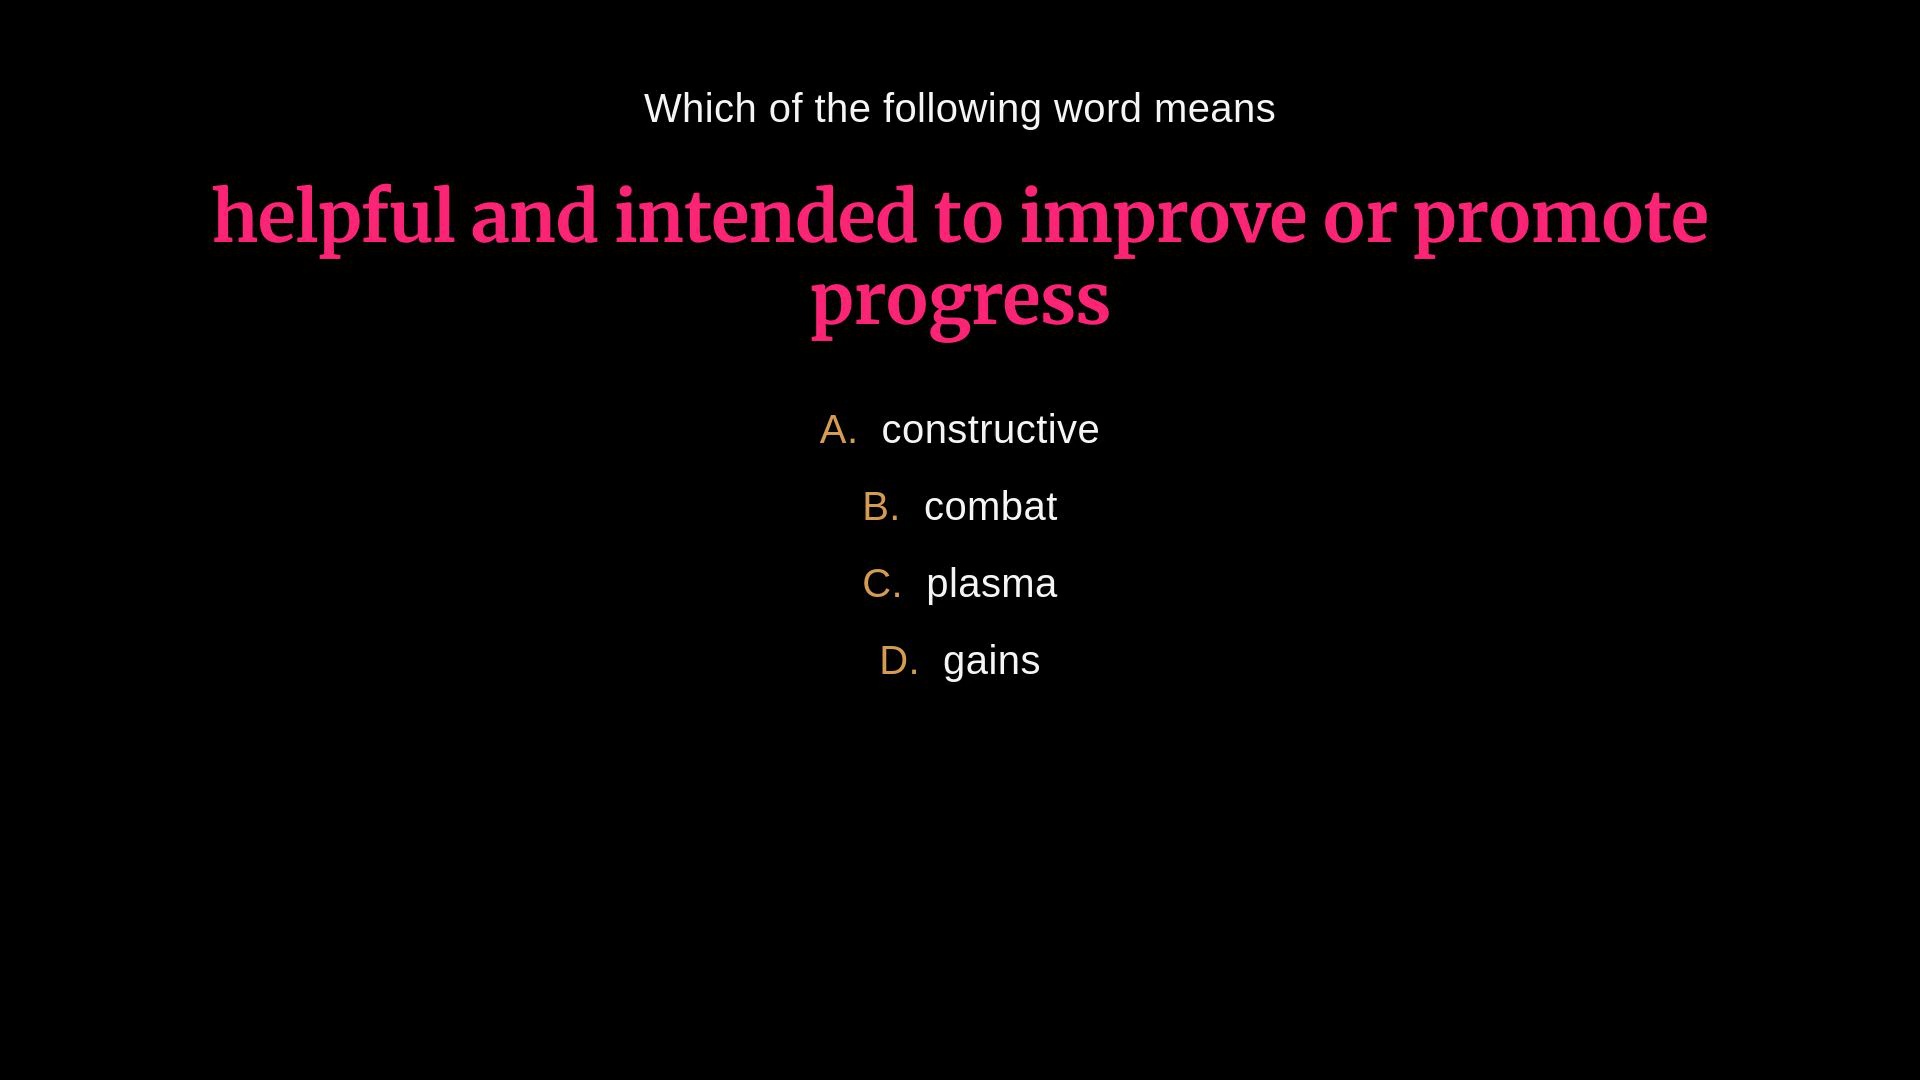 Which of the following word means
helpful and intended to improve or promote
progress
A. constructive
B. combat
C. plasma
D. gains